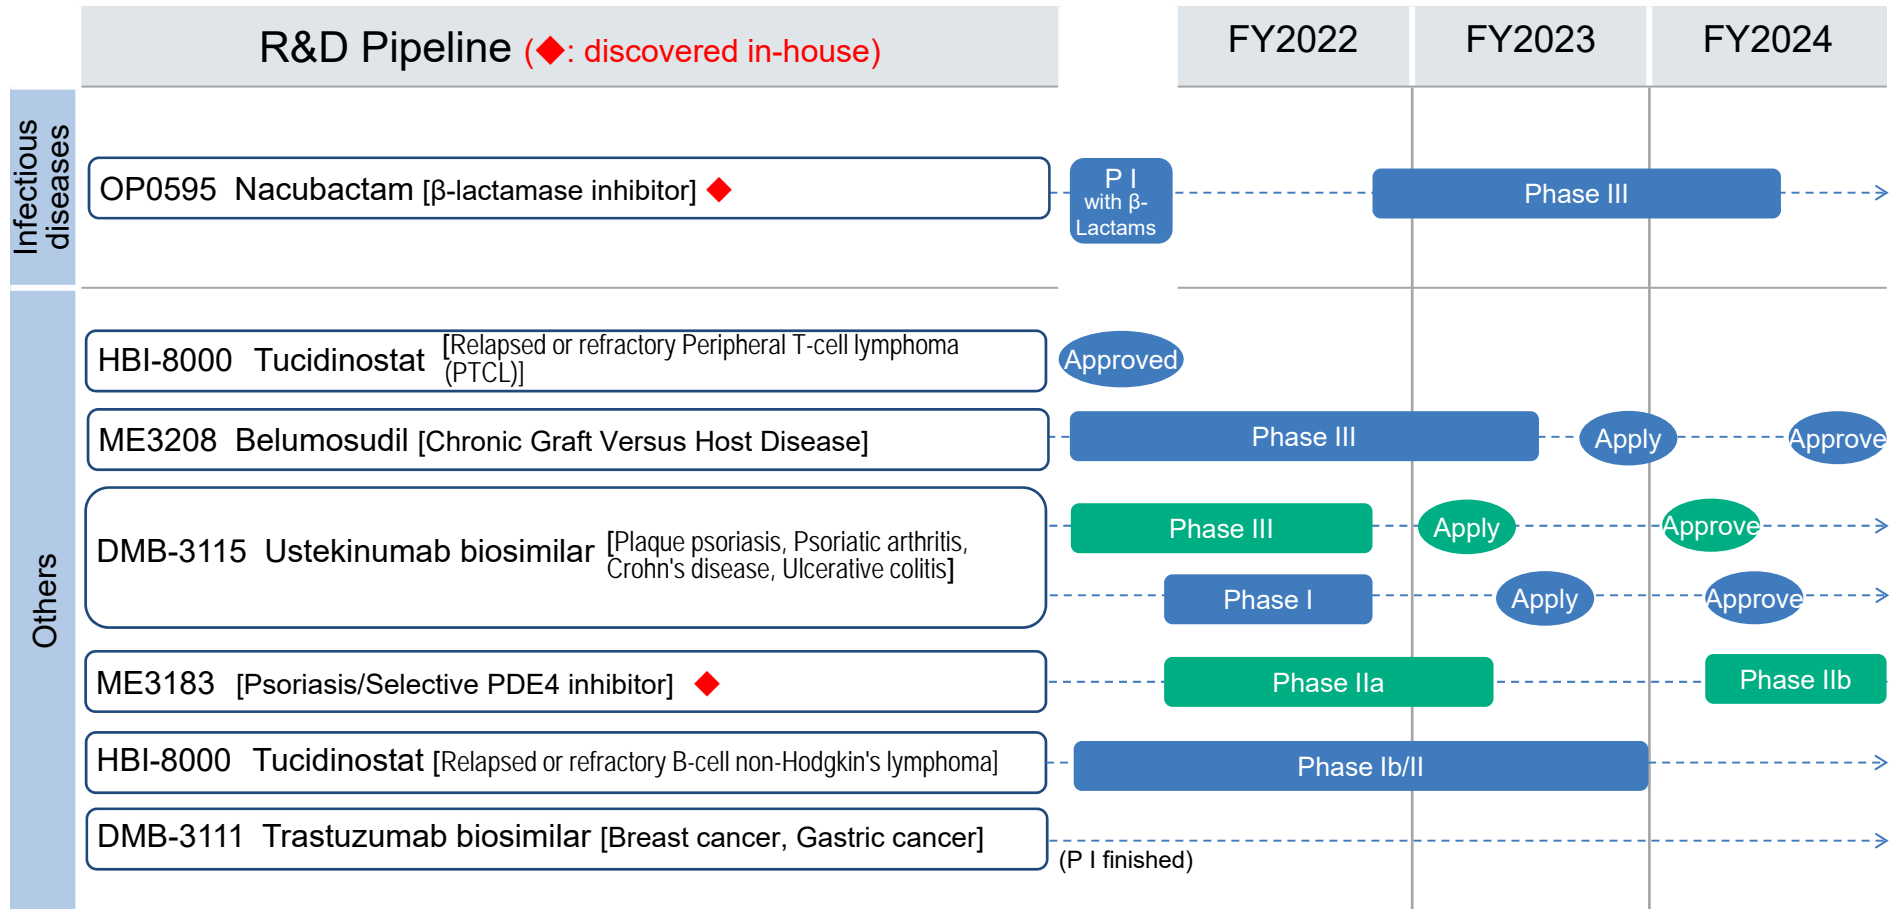 R&D Pipeline (◆: discovered in-house)
FY2022
FY2023
FY2024
Infectious
diseases
OP0595 Nacubactam [β-lactamase inhibitor] ◆
P I
with β-
Lactams
Phase III
Others
HBI-8000 Tucidinostat [Relapsed or refractory Peripheral T-cell lymphoma
(PTCL)]
Approved
ME3208 Belumosudil [Chronic Graft Versus Host Disease]
Phase III
Apply
Approve
DMB-3115 Ustekinumab biosimilar [Plaque psoriasis, Psoriatic arthritis,
Crohn's disease, Ulcerative colitis]
Phase III
Apply
Approve
Phase I
Apply
Approve
ME3183 [Psoriasis/Selective PDE4 inhibitor] ◆
Phase IIa
Phase IIb
HBI-8000 Tucidinostat [Relapsed or refractory B-cell non-Hodgkin's lymphoma]
Phase Ib/II
DMB-3111 Trastuzumab biosimilar [Breast cancer, Gastric cancer]
(P I finished)